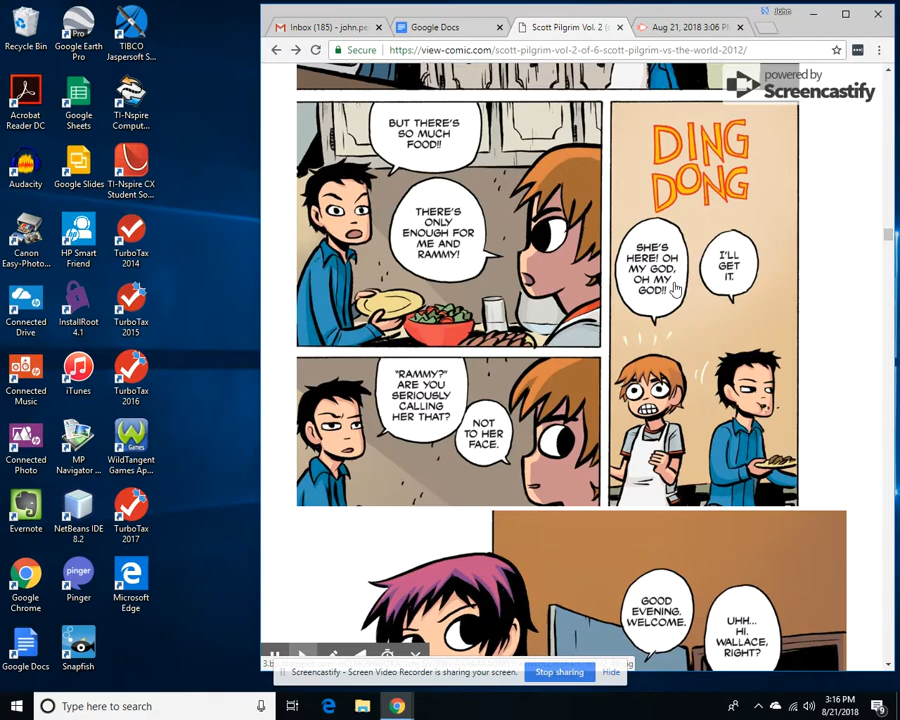 John
Inbox (185) - john.pe
Google Docs
Scott Pilgrim Vol. 2 (
Aug 21, 2018 3:06 P
Secure
https://view-comic.com/scott-pilgrim-vol-2-of-6-scott-pilgrim-vs-the-world-2012/
powered by
Screencastify
Recycle Bin
Google Earth
Pro
TIBCO
Jaspersoft S...
Acrobat
Reader DC
Google
Sheets
TI-Nspire
Comput...
Audacity
Google Slides
TI-Nspire CX
Student So...
Canon
Easy-Photo...
HP Smart
Friend
TurboTax
2014
Connected
Drive
InstallRoot
4.1
TurboTax
2015
Connected
Music
iTunes
TurboTax
2016
Connected
Photo
MP
Navigator ...
WildTangent
Games App...
Evernote
NetBeans IDE
8.2
TurboTax
2017
Google
Chrome
Pinger
Microsoft
Edge
Google Docs
Snapfish
BUT THERE'S
SO MUCH
FOOD!!
THERE'S
ONLY
ENOUGH FOR
ME AND
RAMMY!
DING
DONG
SHE'S
HERE! OH
MY GOD,
OH MY
GOD!!
I'LL
GET
IT.
"RAMMY?"
ARE YOU
SERIOUSLY
CALLING
HER THAT?
NOT
TO HER
FACE.
GOOD
EVENING.
WELCOME.
UHH...
HI.
WALLACE,
RIGHT?
Screencastify - Screen Video Recorder is sharing your screen.
Stop sharing
Hide
Type here to search
3:16 PM
8/21/2018
9